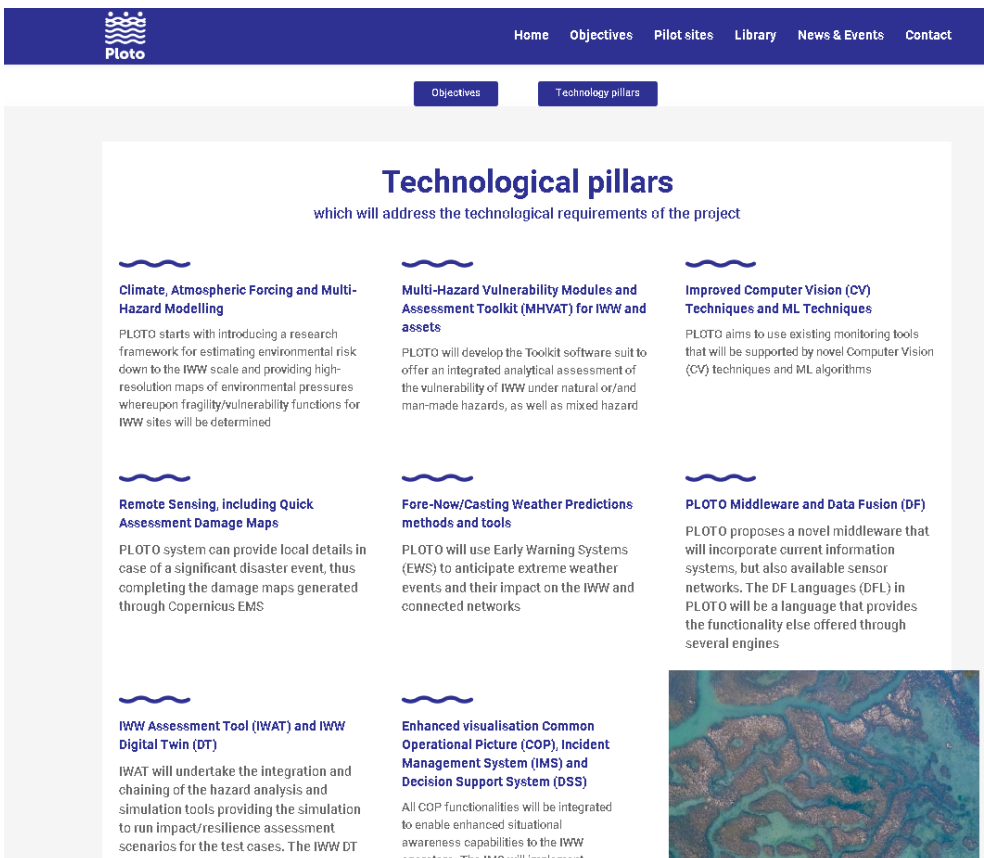 Ploto
Home Objectives Pilot sites Library News & Events Contact
Objectives Technology pillars
Technological pillars
which will address the technological requirements of the project
Climate, Atmospheric Forcing and Multi-
Hazard Modelling
PLOTO starts with introducing a research
framework for estimating environmental risk
down to the IWW scale and providing high-
resolution maps of environmental pressures
whereupon fragility/vulnerability functions for
IWW sites will be determined
Multi-Hazard Vulnerability Modules and
Assessment Toolkit (MHVAT) for IWW and
assets
PLOTO will develop the Toolkit software suit to
offer an integrated analytical assessment of
the vulnerability of IWW under natural or/and
man-made hazards, as well as mixed hazard
Improved Computer Vision (CV)
Techniques and ML Techniques
PLOTO aims to use existing monitoring tools
that will be supported by novel Computer Vision
(CV) techniques and ML algorithms
Remote Sensing, including Quick
Assessment Damage Maps
PLOTO system can provide local details in
case of a significant disaster event, thus
completing the damage maps generated
through Copernicus EMS
Fore-Now/Casting Weather Predictions
methods and tools
PLOTO will use Early Warning Systems
(EWS) to anticipate extreme weather
events and their impact on the IWW and
connected networks
PLOTO Middleware and Data Fusion (DF)
PLOTO proposes a novel middleware that
will incorporate current information
systems, but also available sensor
networks. The DF Languages (DFL) in
PLOTO will be a language that provides
the functionality else offered through
several engines
IWW Assessment Tool (IWAT) and IWW
Digital Twin (DT)
IWAT will undertake the integration and
chaining of the hazard analysis and
simulation tools providing the simulation
to run impact/resilience assessment
scenarios for the test cases. The IWW DT
Enhanced visualisation Common
Operational Picture (COP), Incident
Management System (IMS) and
Decision Support System (DSS)
All COP functionalities will be integrated
to enable enhanced situational
awareness capabilities to the IWW